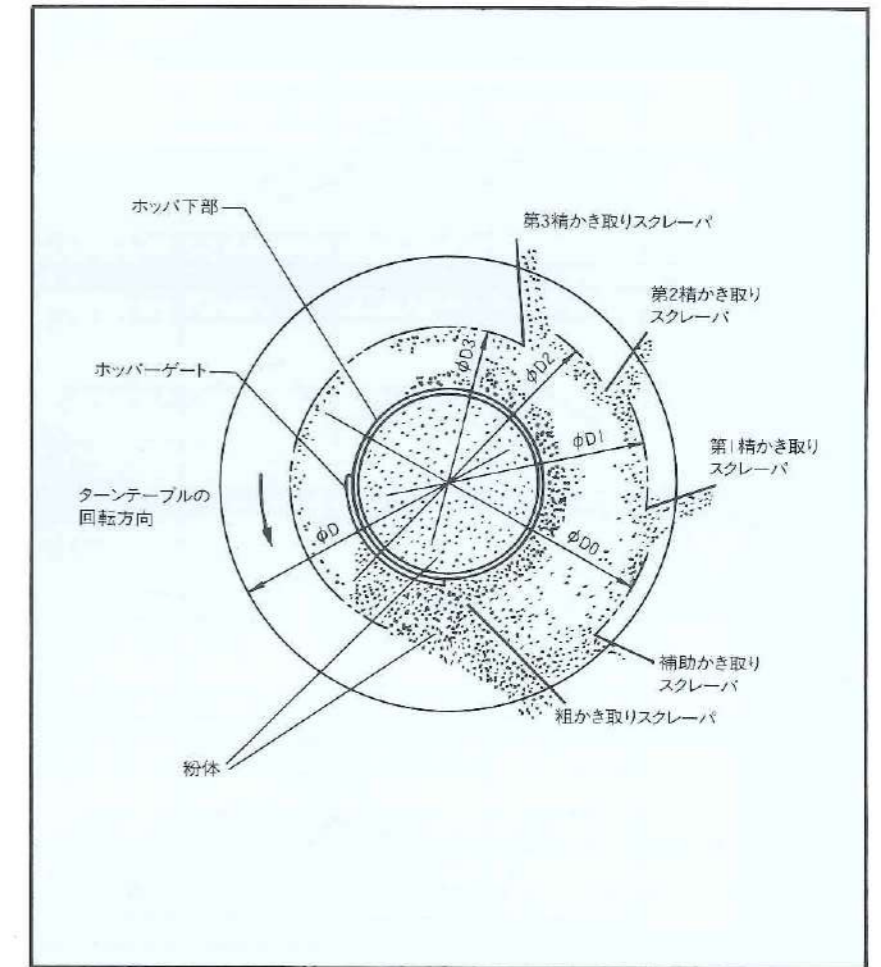 ホッパ下部
第3精かき取りスクレーパ
第2精かき取り
スクレーパ
ホッパーゲート
φD3
φD2
φD1
第1精かき取り
スクレーパ
ターンテーブルの
回転方向
φD
φD0
補助かき取り
スクレーパ
粗かき取りスクレーパ
粉体